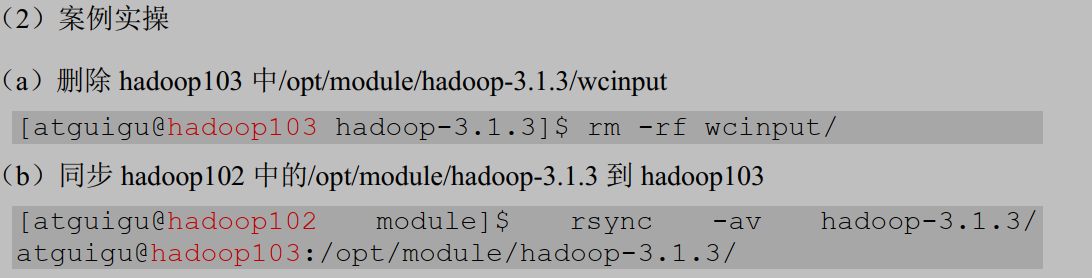 （2）案例实操
（a）删除 hadoop103 中/opt/module/hadoop-3.1.3/wcinput
[atguigu@hadoop103 hadoop-3.1.3]$ rm -rf wcinput/
（b）同步 hadoop102 中的/opt/module/hadoop-3.1.3 到 hadoop103
[atguigu@hadoop102 module]$ rsync -av hadoop-3.1.3/
atguigu@hadoop103:/opt/module/hadoop-3.1.3/